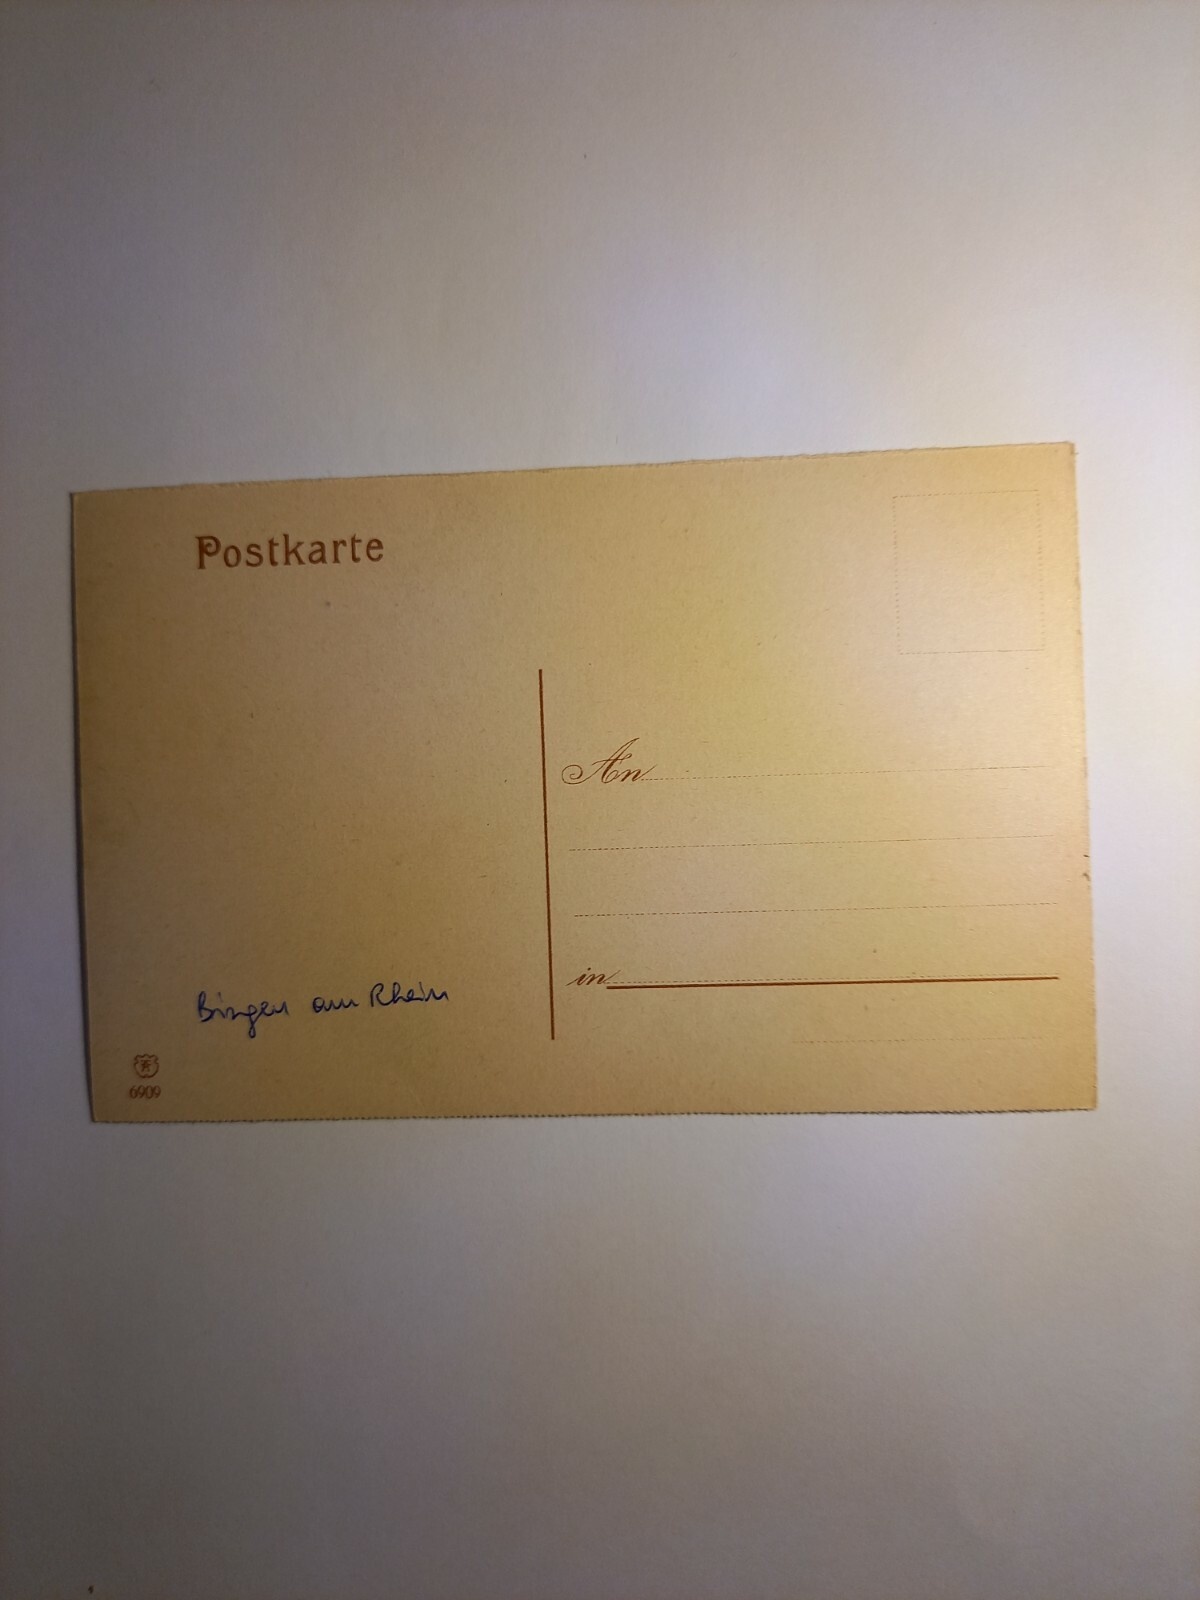 Postkarte
An
in
Bingen am Rhein
6909